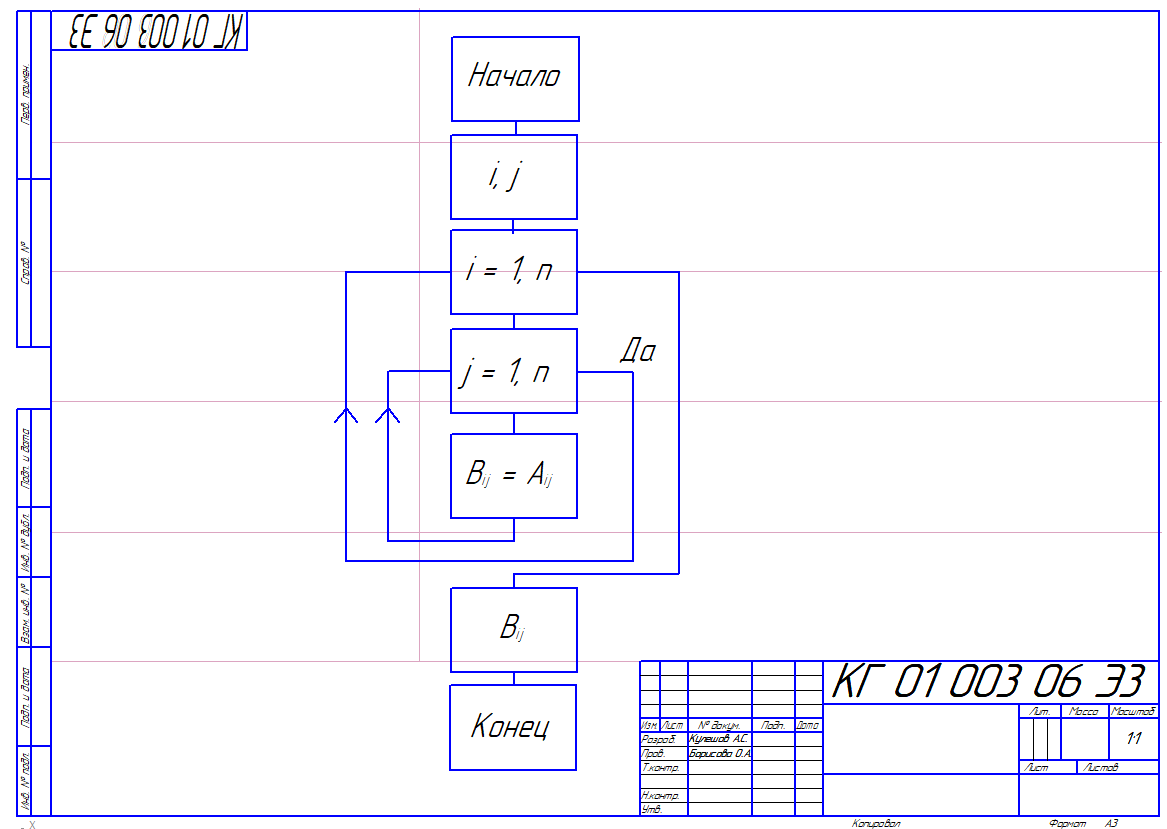 КГ 01 003 06 ЭЗ
Начало
i, j
i = 1, n
j = 1, n
Да
Bij = Aij
Bij
Конец
Перв. примен.
Справ. №
Подп. и дата
Инв. № дубл.
Взам. инв. №
Подп. и дата
Инв. № подл.
КГ 01 003 06 ЭЗ
Изм. Лист № докум. Подп. Дата
Разраб. Кулешов А.С.
Пров. Борисова О.А.
Т.контр.
Н.контр.
Утв.
Лит. Масса Масштаб
1:1
Лист Листов
Копировал Формат А3
X